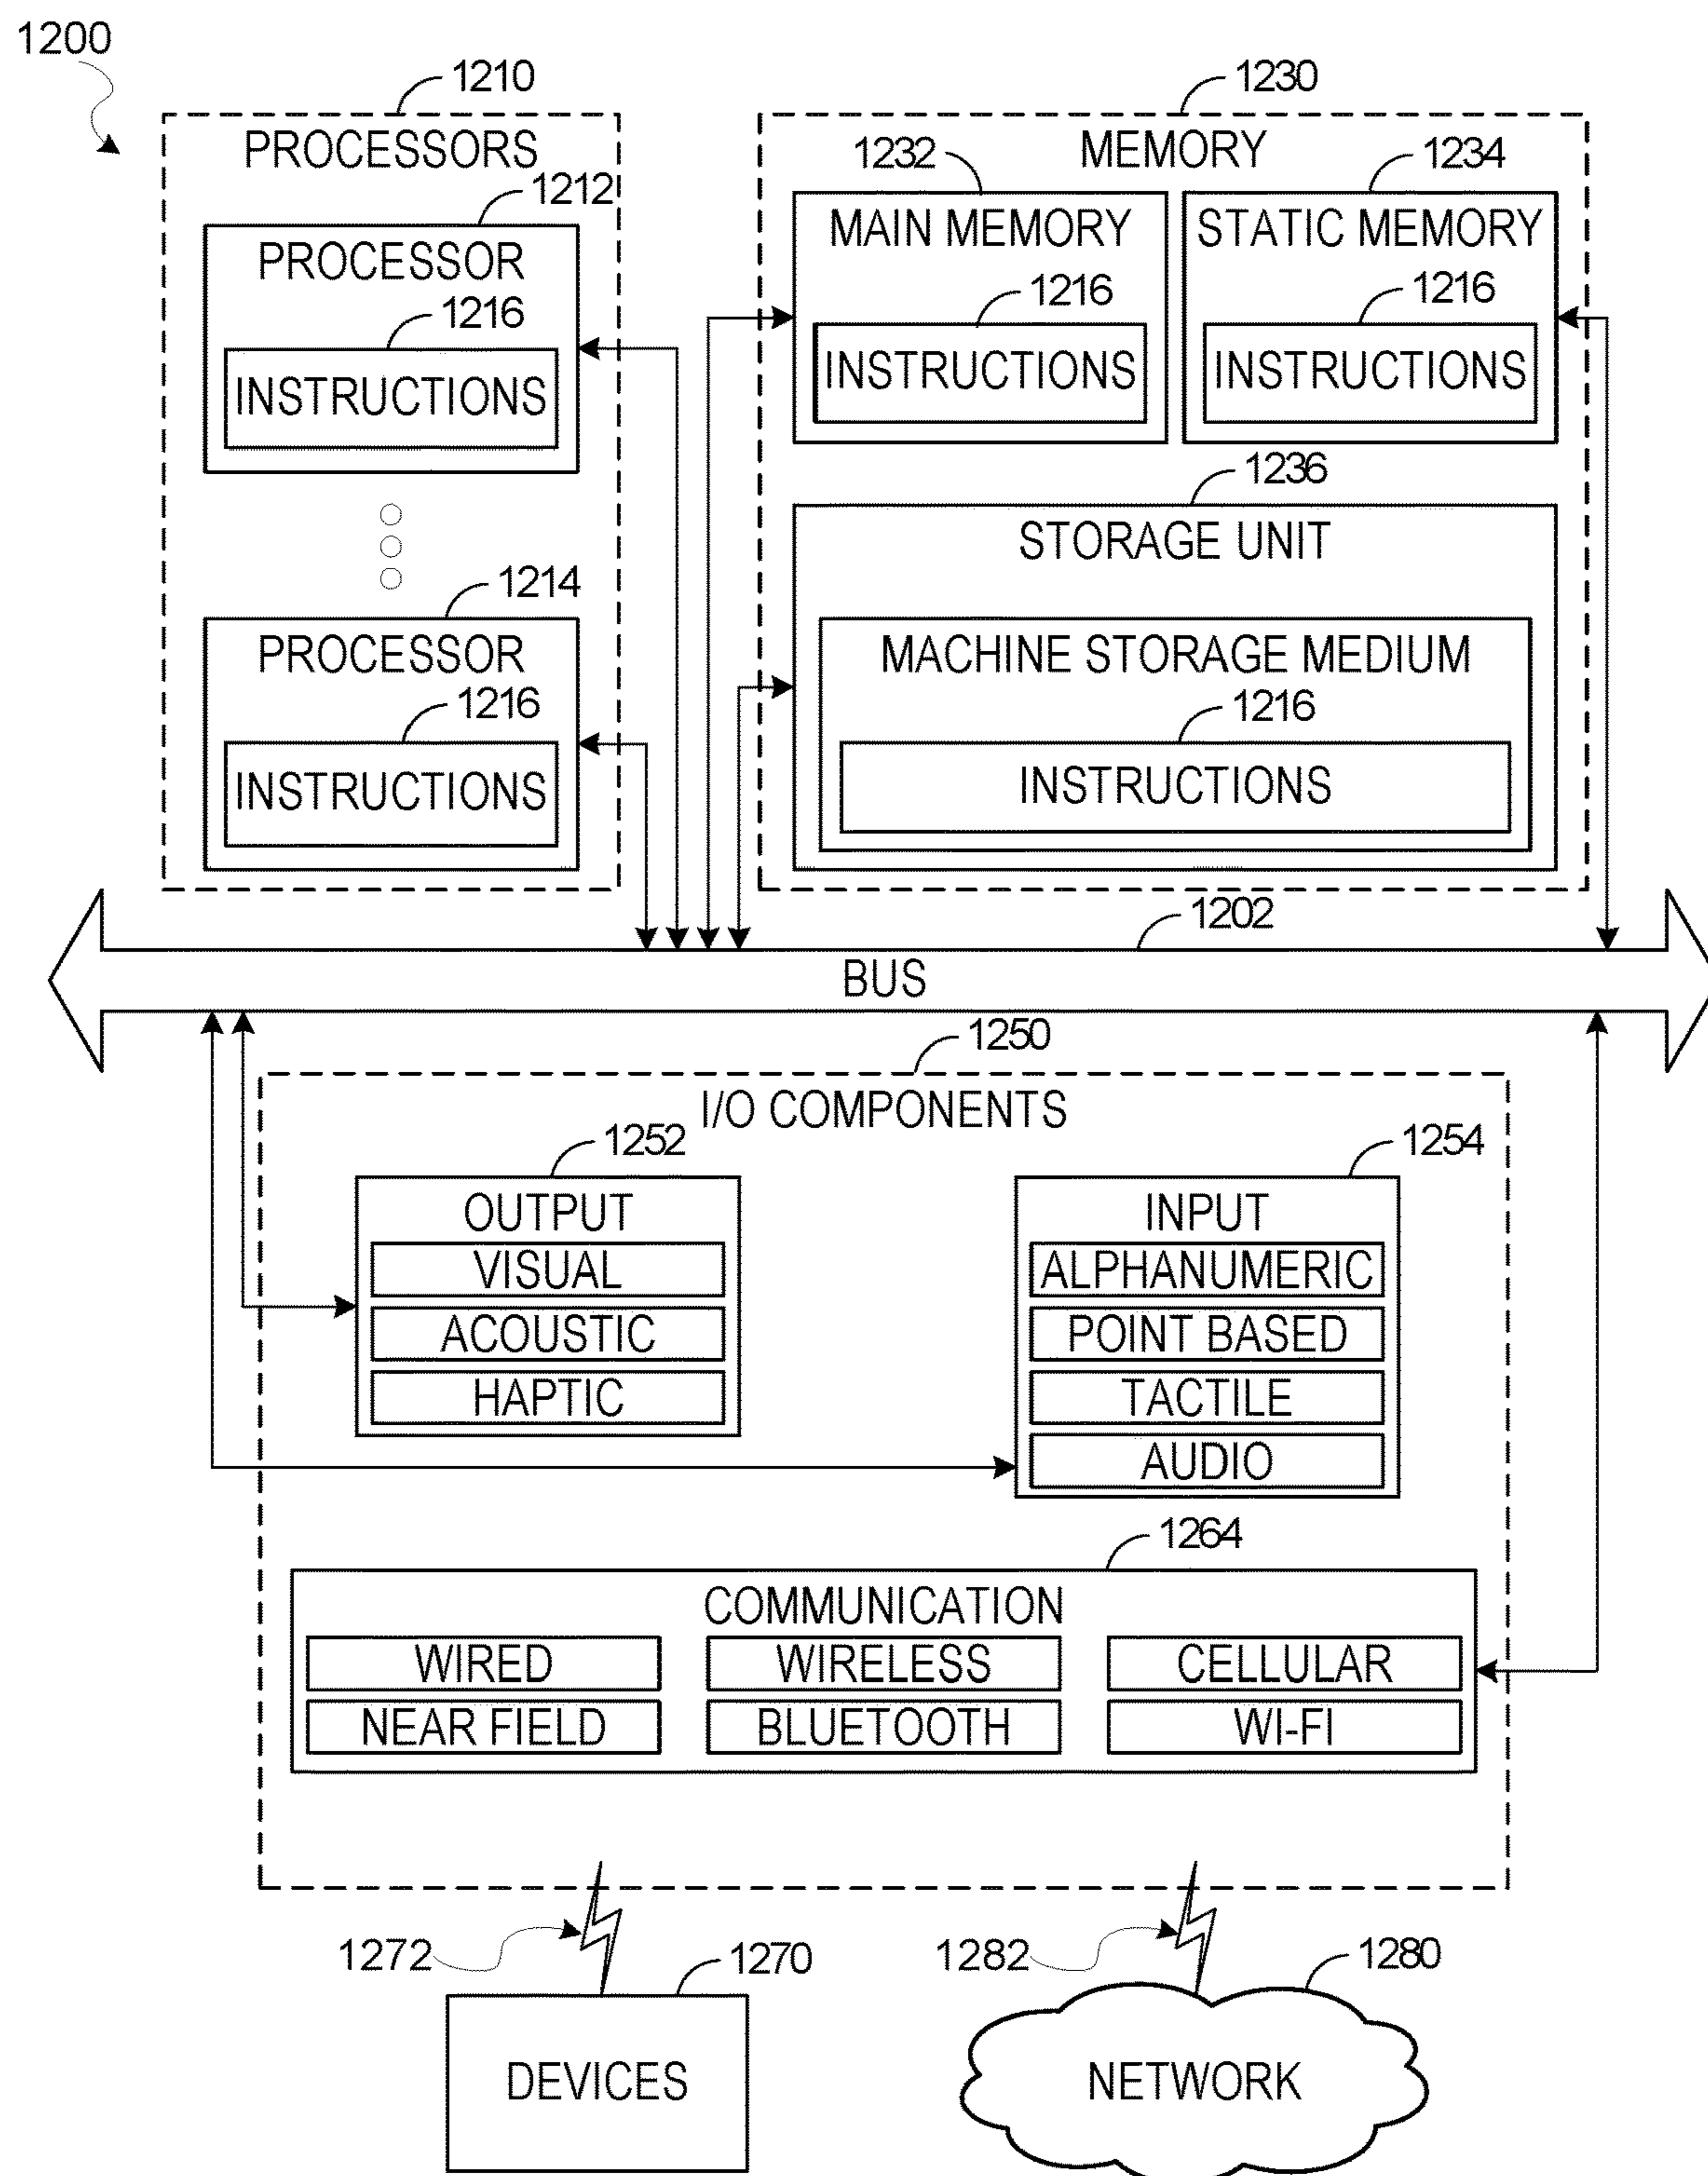 1200
1210
PROCESSORS
1212
PROCESSOR
1216
INSTRUCTIONS
1214
PROCESSOR
1216
INSTRUCTIONS
1230
MEMORY
1232
MAIN MEMORY
1216
INSTRUCTIONS
1234
STATIC MEMORY
1216
INSTRUCTIONS
1236
STORAGE UNIT
MACHINE STORAGE MEDIUM
1216
INSTRUCTIONS
1202
BUS
1250
I/O COMPONENTS
1252
OUTPUT
VISUAL
ACOUSTIC
HAPTIC
1254
INPUT
ALPHANUMERIC
POINT BASED
TACTILE
AUDIO
1264
COMMUNICATION
WIRED
WIRELESS
CELLULAR
NEAR FIELD
BLUETOOTH
WI-FI
1272
1270
DEVICES
1282
1280
NETWORK